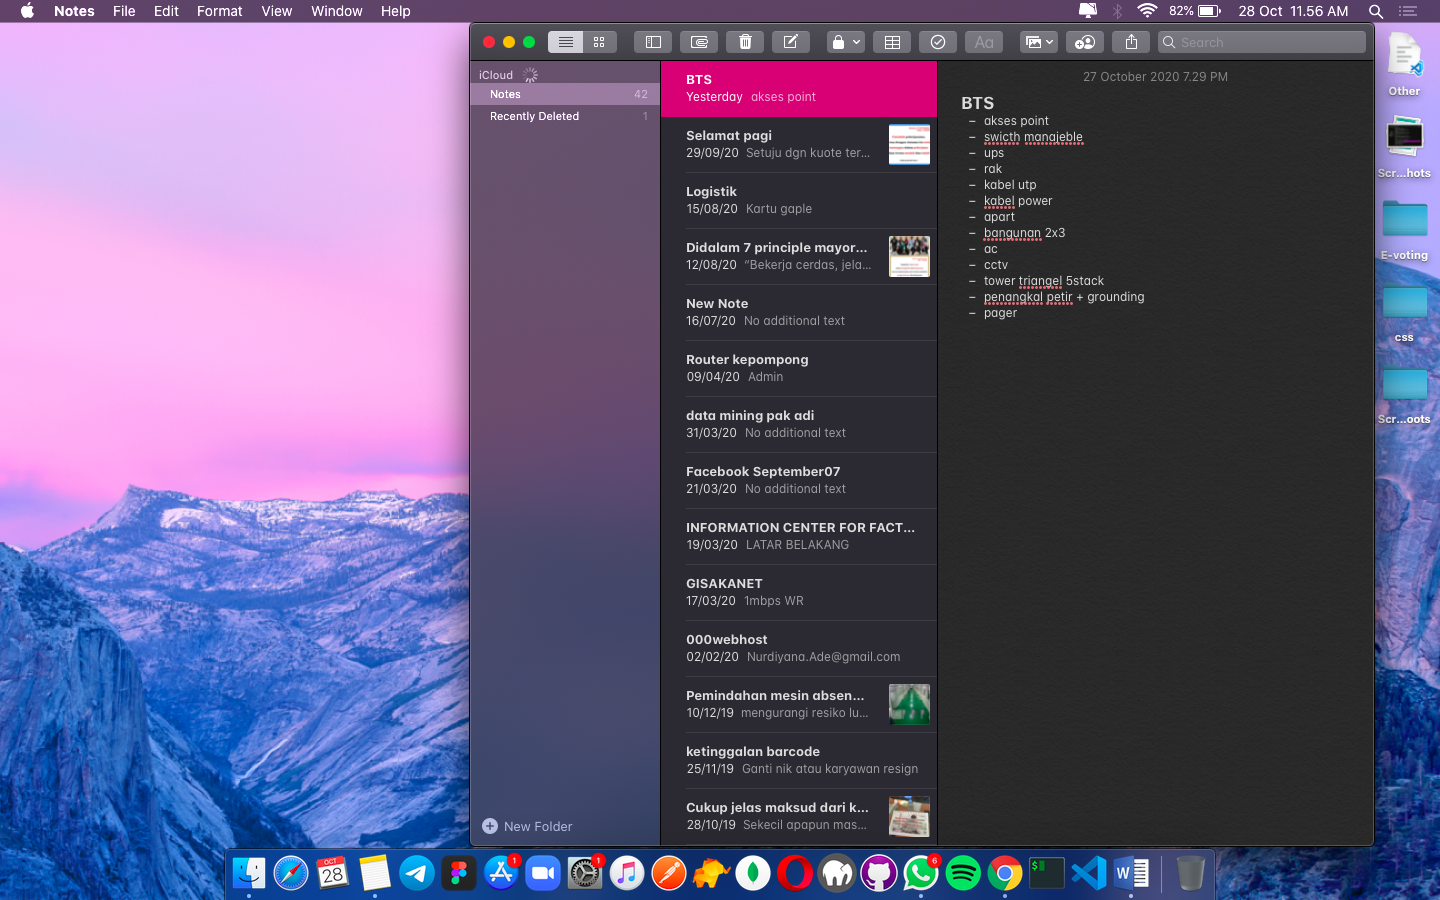 Notes File Edit Format View Window Help
82% 28 Oct 11.56 AM
Aa Search
iCloud
Notes 42
Recently Deleted 1
New Folder
BTS
Yesterday akses point
Selamat pagi
29/09/20 Setuju dgn kuote ter...
Logistik
15/08/20 Kartu gaple
Didalam 7 principle mayor...
12/08/20 "Bekerja cerdas, jela...
New Note
16/07/20 No additional text
Router kepompong
09/04/20 Admin
data mining pak adi
31/03/20 No additional text
Facebook September07
21/03/20 No additional text
INFORMATION CENTER FOR FACT...
19/03/20 LATAR BELAKANG
GISAKANET
17/03/20 1mbps WR
000webhost
02/02/20 Nurdiyana.Ade@gmail.com
Pemindahan mesin absen...
10/12/19 mengurangi resiko lu...
ketinggalan barcode
25/11/19 Ganti nik atau karyawan resign
Cukup jelas maksud dari k...
28/10/19 Sekecil apapun mas...
27 October 2020 7.29 PM
BTS
– akses point
– swicth manajeble
– ups
– rak
– kabel utp
– kabel power
– apart
– bangunan 2x3
– ac
– cctv
– tower triangel 5stack
– penangkal petir + grounding
– pager
Other
Scr...hots
E-voting
css
Scr...oots
OCT
28
1
1
6
$
W